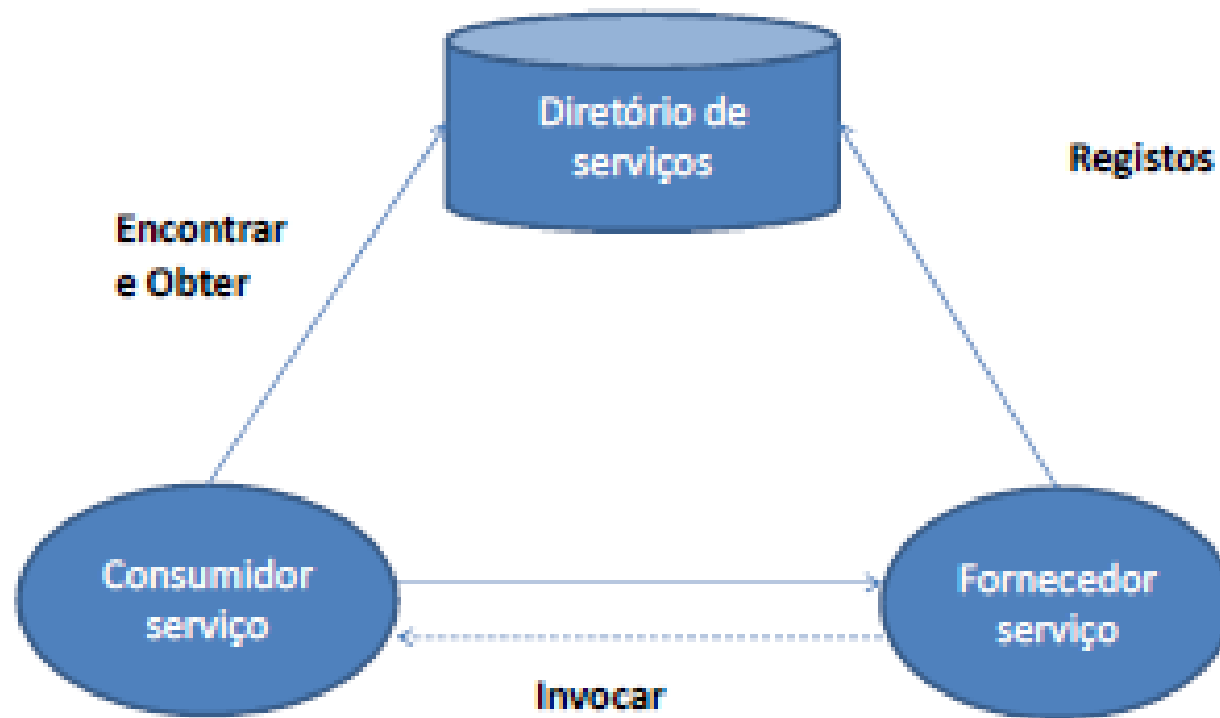 Diretório de
serviços
Registos
Encontrar
e Obter
Consumidor
serviço
Fornecedor
serviço
Invocar